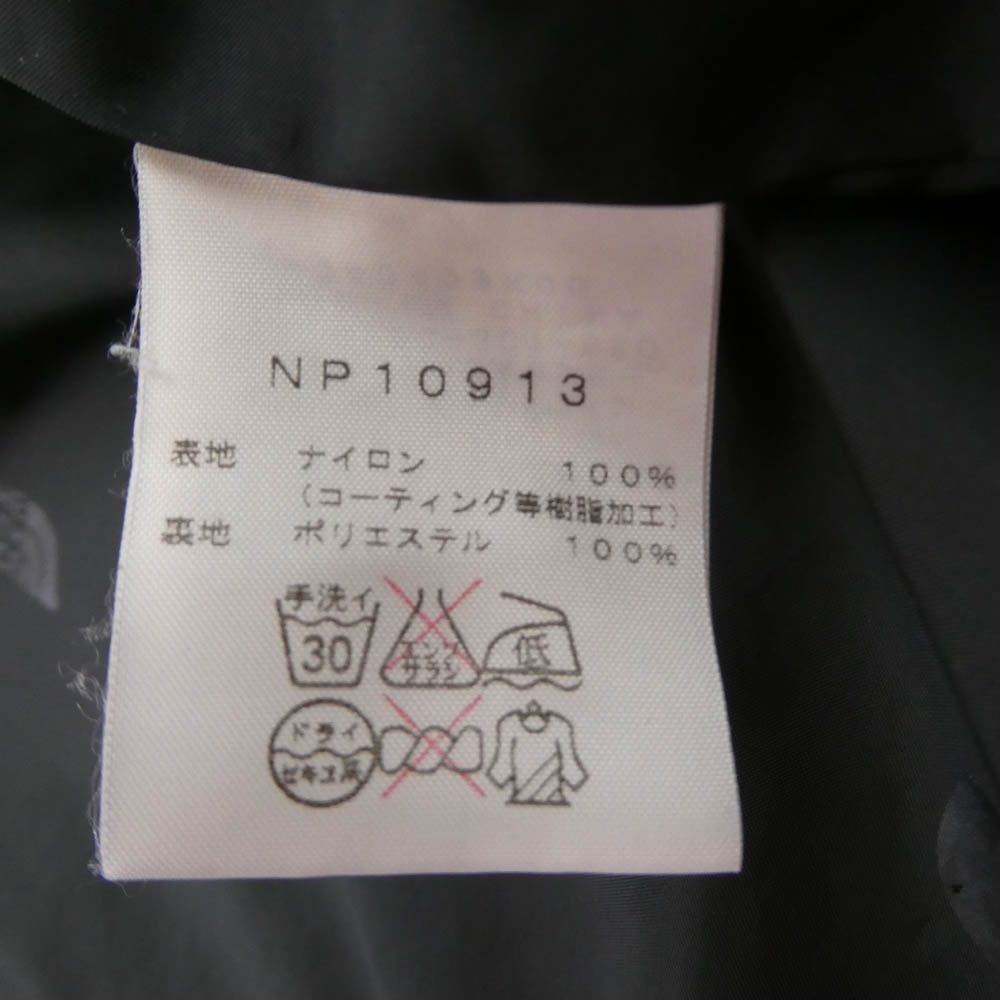 NP10913
表地 ナイロン 100%
(コーティング等樹脂加工)
裏地 ポリエステル 100%
手洗イ
30
エンソ
サラシ
低
ドライ
セキユ系